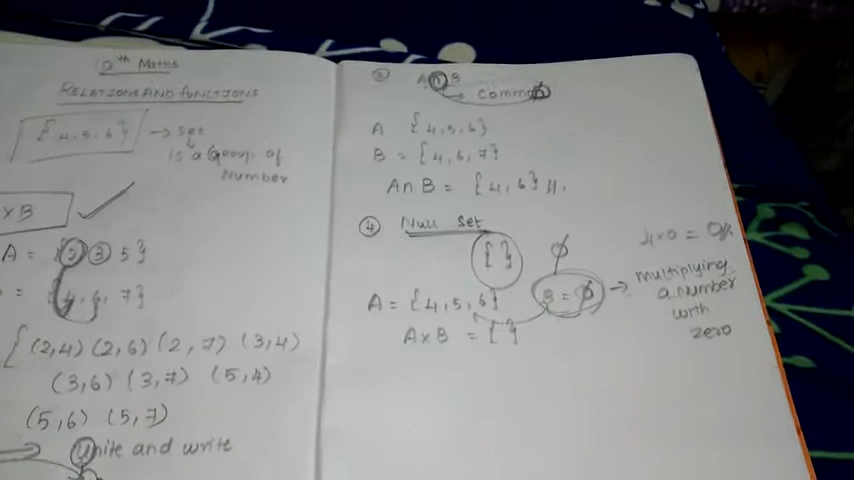 th Maths
RELATIONS AND FUNCTIONS
{4,5,6} → set
is a Group of
Number
×B
A = {2 3 5}
= {4, 6, 7}
{(2,4) (2,6) (2,7) (3,4)
(3,6) (3,7) (5,4)
(5,6) (5,7)
Unite and write
③ A∩B
→ common
A {4,5,6}
B = {4,6,7}
A∩B = {4,6} //.
④ Null Set
{ } ϕ
4×0 = 0//
A = {4,5,6} B = ϕ → Multiplying
a Number
with
zero
A×B = { }